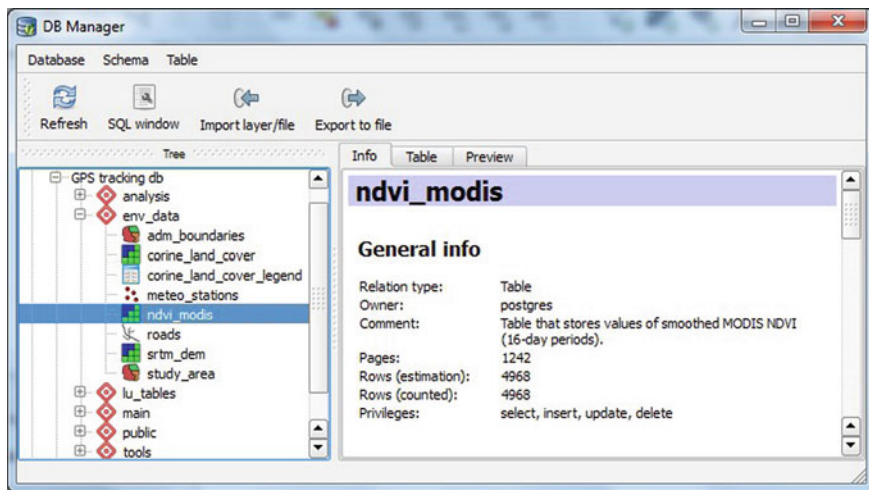 DB Manager
Database Schema Table
Refresh SQL window Import layer/file Export to file
Tree
GPS tracking db
analysis
env_data
adm_boundaries
corine_land_cover
corine_land_cover_legend
meteo_stations
ndvi_modis
roads
srtm_dem
study_area
lu_tables
main
public
tools
Info Table Preview
ndvi_modis
General info
Relation type: Table
Owner: postgres
Comment: Table that stores values of smoothed MODIS NDVI
(16-day periods).
Pages: 1242
Rows (estimation): 4968
Rows (counted): 4968
Privileges: select, insert, update, delete